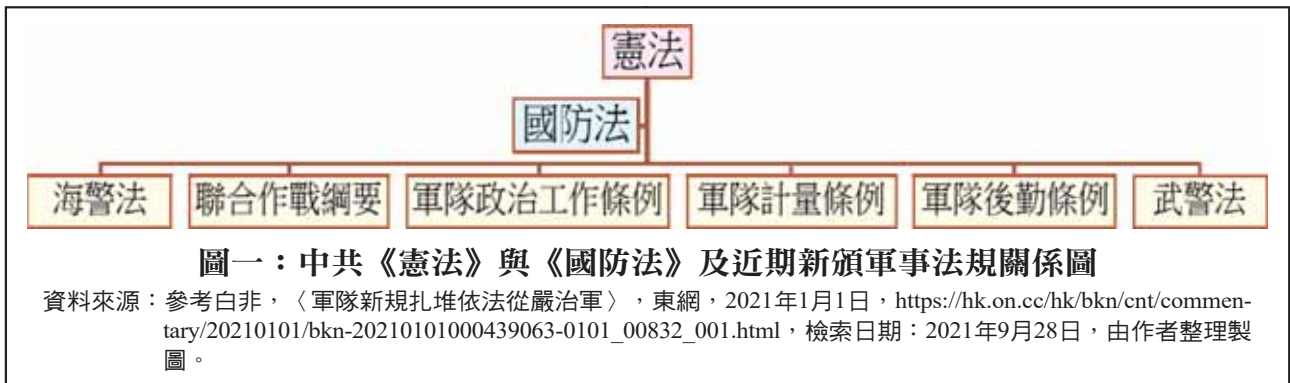 憲法
國防法
海警法 聯合作戰綱要 軍隊政治工作條例 軍隊計量條例 軍隊後勤條例 武警法
圖一：中共《憲法》與《國防法》及近期新頒軍事法規關係圖
資料來源：參考白非，〈軍隊新規扎堆依法從嚴治軍〉，東網，2021年1月1日，https://hk.on.cc/hk/bkn/cnt/commen-
tary/20210101/bkn-20210101000439063-0101_00832_001.html，檢索日期：2021年9月28日，由作者整理製
圖。